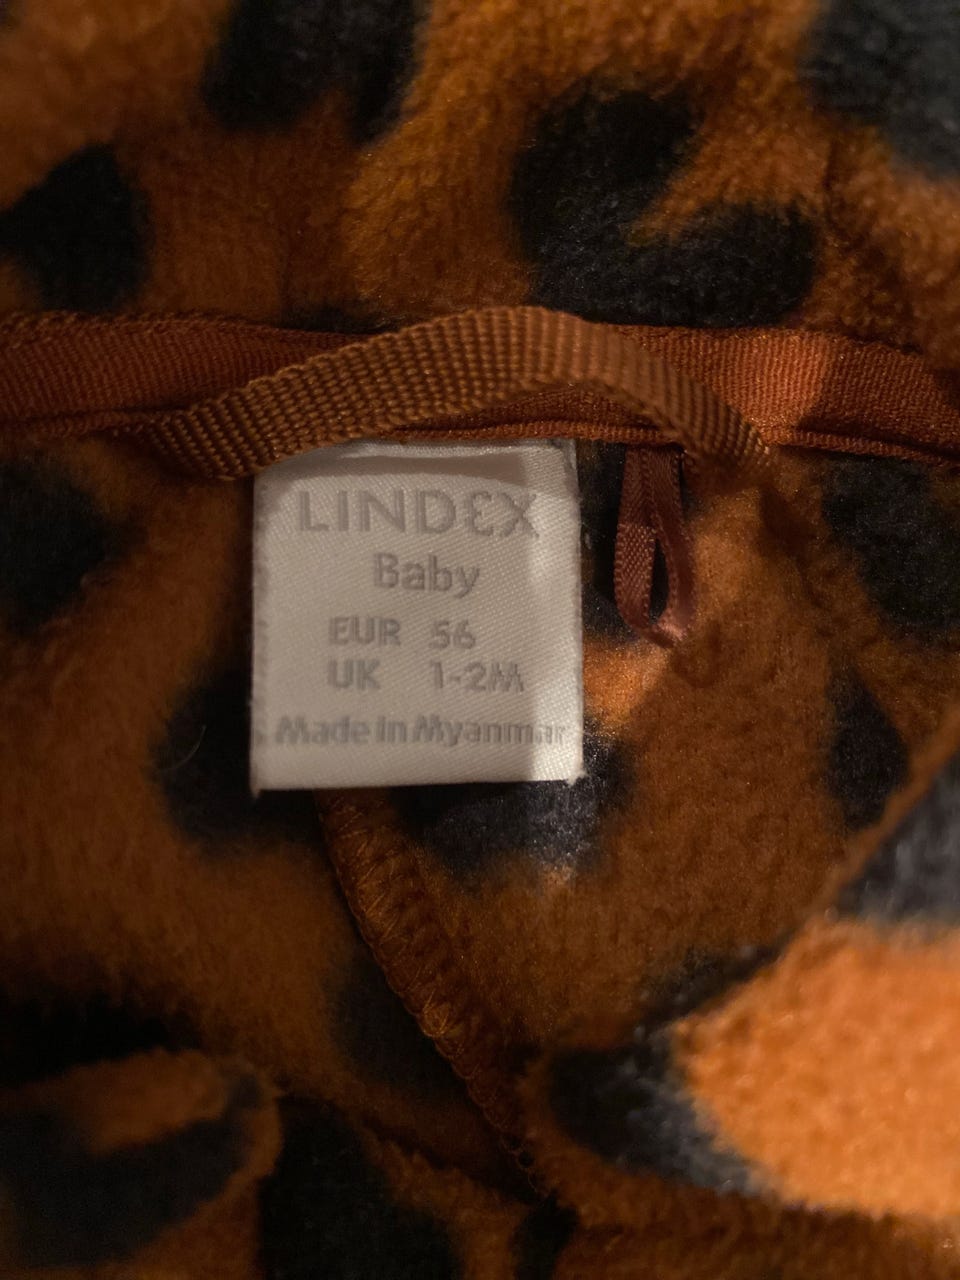 LINDEX
Baby
EUR 56
UK 1-2M
Made in Myanmar